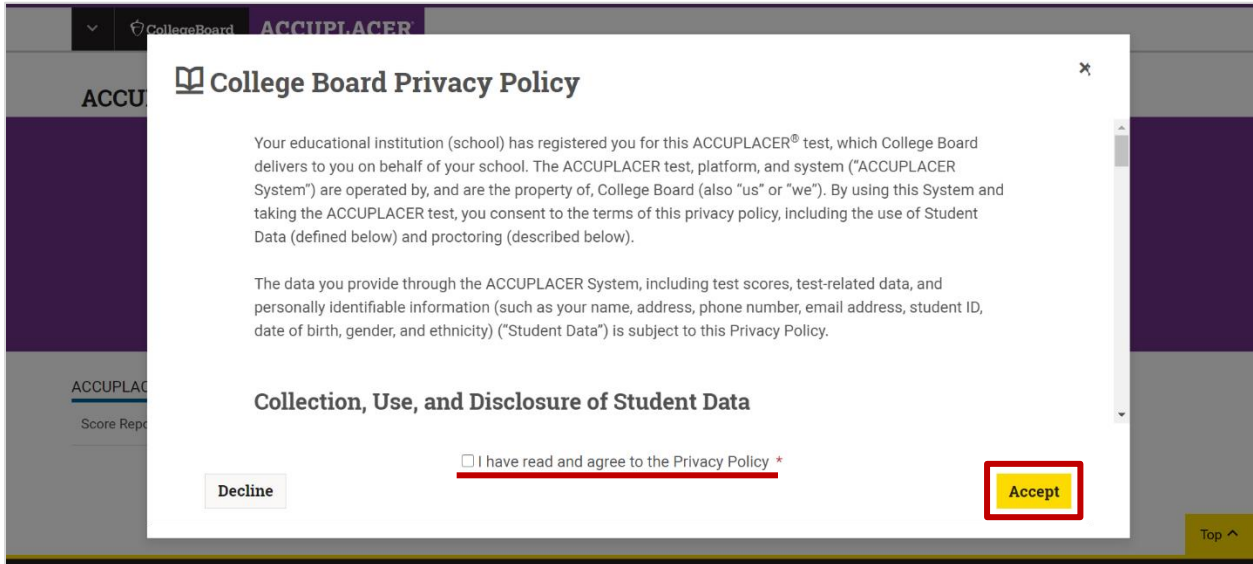 CollegeBoard ACCUPLACER
College Board Privacy Policy
ACCU
Your educational institution (school) has registered you for this ACCUPLACER® test, which College Board
delivers to you on behalf of your school. The ACCUPLACER test, platform, and system (“ACCUPLACER
System”) are operated by, and are the property of, College Board (also “us” or “we”). By using this System and
taking the ACCUPLACER test, you consent to the terms of this privacy policy, including the use of Student
Data (defined below) and proctoring (described below).
The data you provide through the ACCUPLACER System, including test scores, test-related data, and
personally identifiable information (such as your name, address, phone number, email address, student ID,
date of birth, gender, and ethnicity) (“Student Data”) is subject to this Privacy Policy.
ACCUPLAC
Collection, Use, and Disclosure of Student Data
Score Repo
I have read and agree to the Privacy Policy *
Decline
Accept
Top